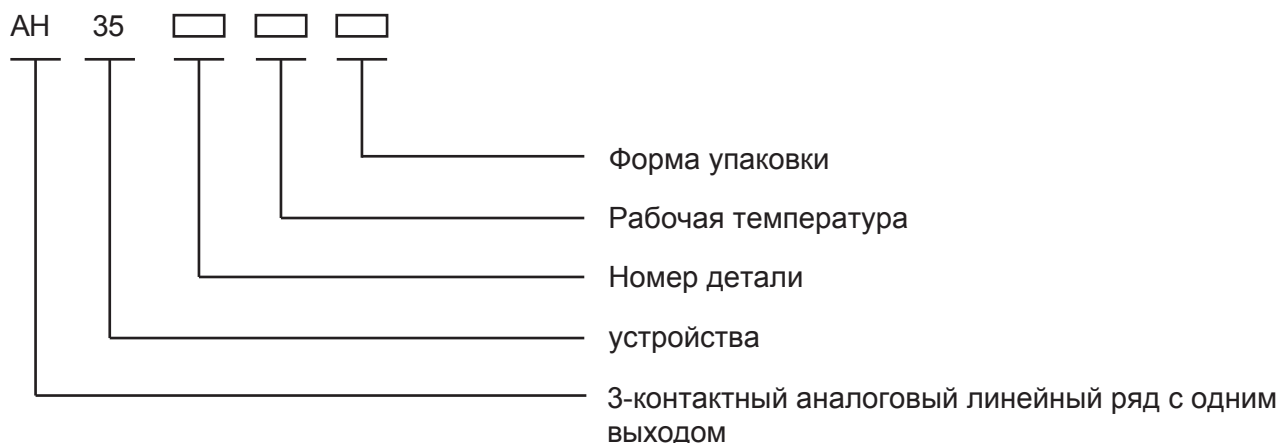 AH 35
Форма упаковки
Рабочая температура
Номер детали
устройства
3-контактный аналоговый линейный ряд с одним
выходом